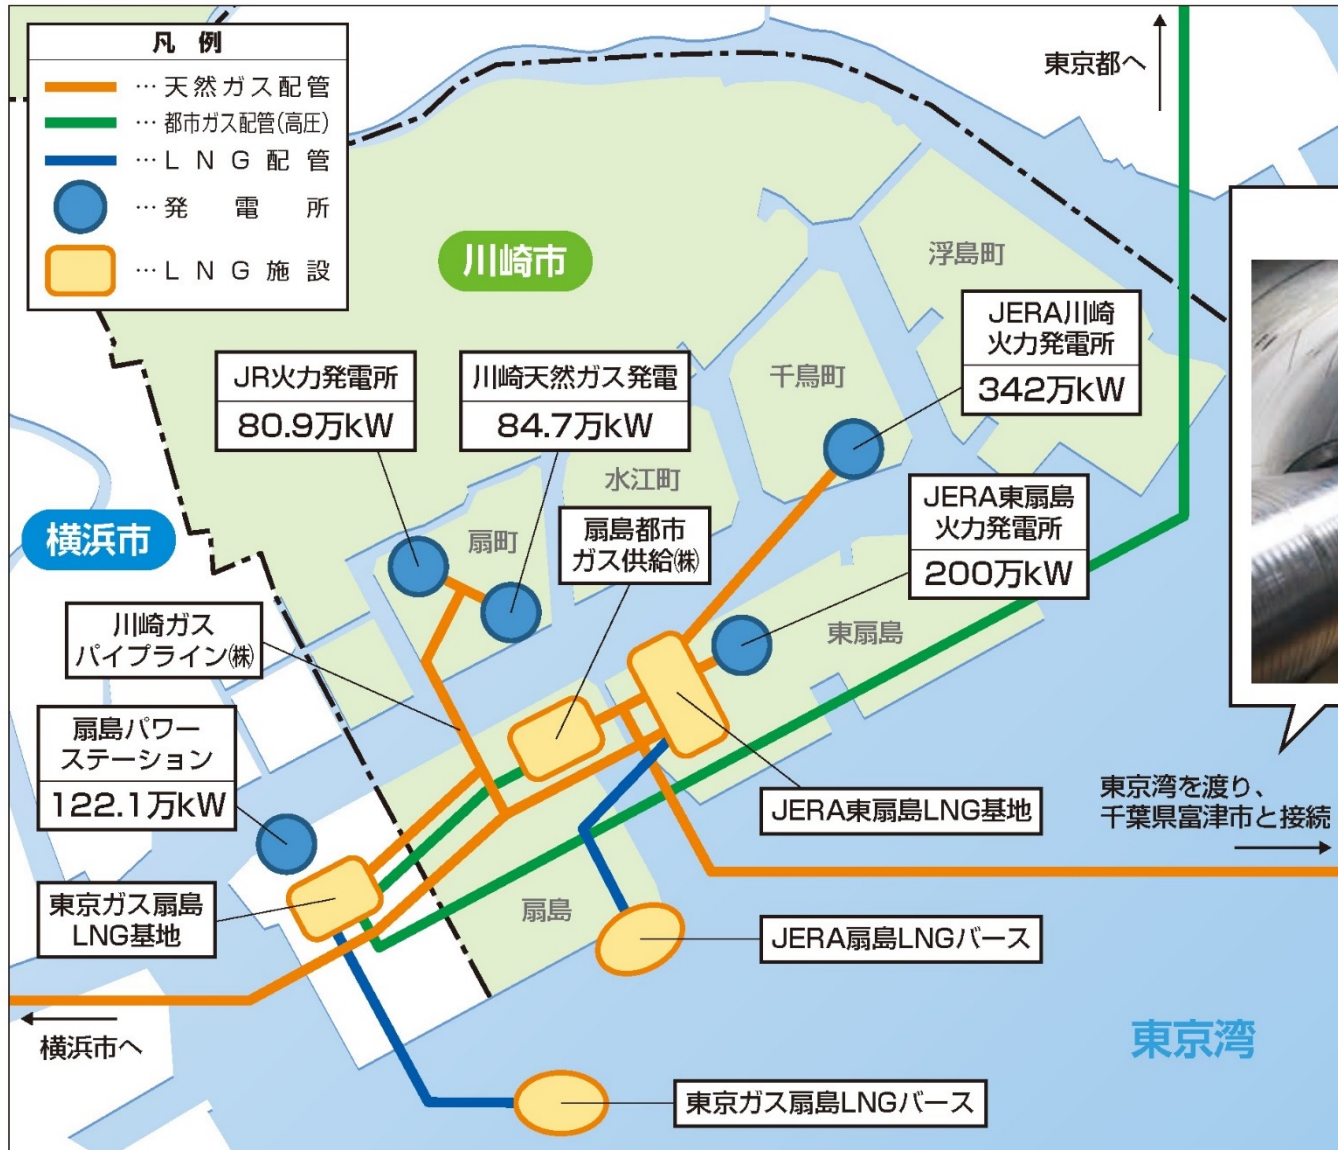 凡例
…天然ガス配管
…都市ガス配管(高圧)
…LNG配管
…発電所
…LNG施設
東京都へ
川崎市
浮島町
JERA川崎
火力発電所
342万kW
千鳥町
JR火力発電所
80.9万kW
川崎天然ガス発電
84.7万kW
水江町
JERA東扇島
火力発電所
200万kW
扇島都市
ガス供給㈱
扇町
横浜市
川崎ガス
パイプライン㈱
東扇島
扇島パワー
ステーション
122.1万kW
JERA東扇島LNG基地
東京湾を渡り、
千葉県富津市と接続
東京ガス扇島
LNG基地
扇島
JERA扇島LNGバース
横浜市へ
東京湾
東京ガス扇島LNGバース